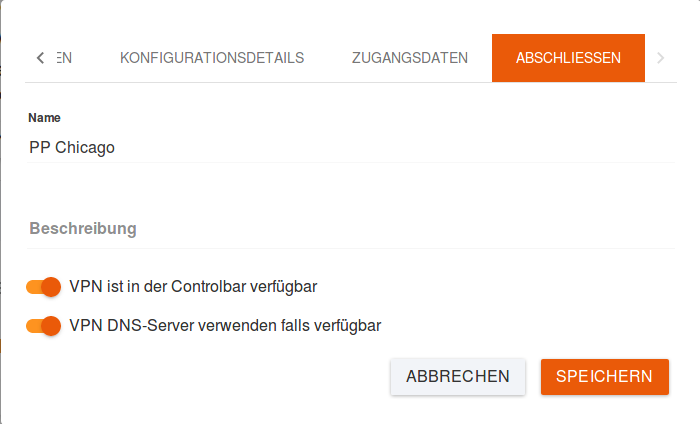 EN KONFIGURATIONSDETAILS ZUGANGSDATEN ABSCHLIESSEN
Name
PP Chicago
Beschreibung
VPN ist in der Controlbar verfügbar
VPN DNS-Server verwenden falls verfügbar
ABBRECHEN SPEICHERN